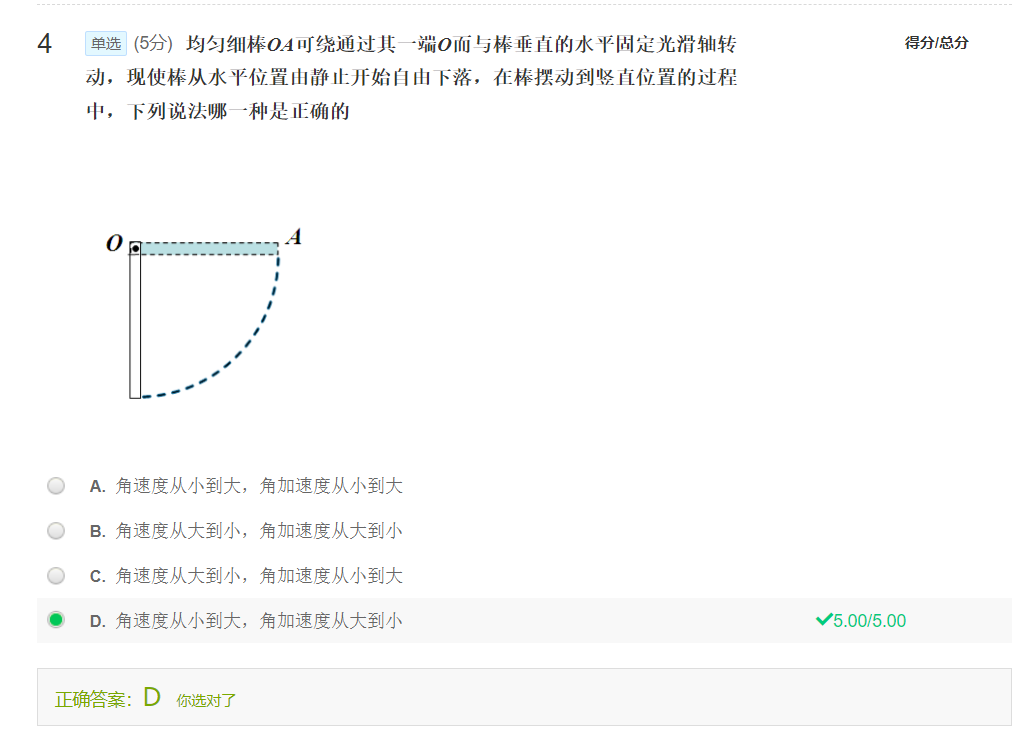 4 单选 (5分) 均匀细棒OA可绕通过其一端O而与棒垂直的水平固定光滑轴转 得分/总分
动，现使棒从水平位置由静止开始自由下落，在棒摆动到竖直位置的过程
中，下列说法哪一种是正确的
O A
A. 角速度从小到大，角加速度从小到大
B. 角速度从大到小，角加速度从大到小
C. 角速度从大到小，角加速度从小到大
D. 角速度从小到大，角加速度从大到小 5.00/5.00
正确答案：D 你选对了